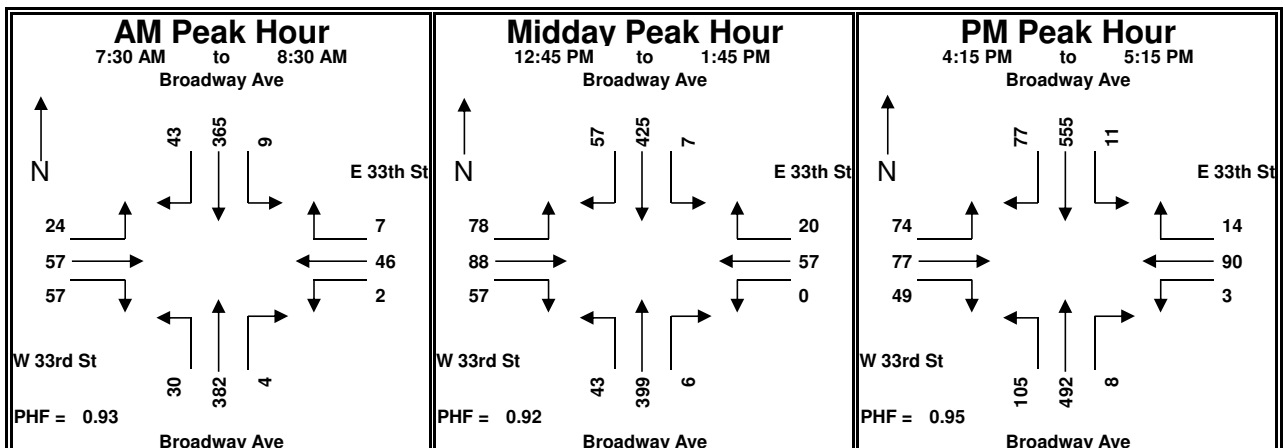 AM Peak Hour
7:30 AM to 8:30 AM
Broadway Ave
43 365 9
N
E 33th St
24 7
57 46
57 2
W 33rd St
30 382 4
PHF = 0.93
Broadway Ave
Midday Peak Hour
12:45 PM to 1:45 PM
Broadway Ave
57 425 7
N
E 33th St
78 20
88 57
57 0
43 399 6
PHF = 0.92
Broadway Ave
PM Peak Hour
4:15 PM to 5:15 PM
Broadway Ave
77 555 11
N
E 33th St
74 14
77 90
49 3
W 33rd St
105 492 8
PHF = 0.95
Broadway Ave